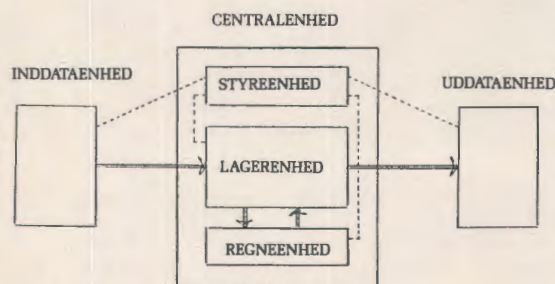 CENTRALENHED
INDDATAENHED
STYREENHED
UDDATAENHED
LAGERENHED
REGNEENHED